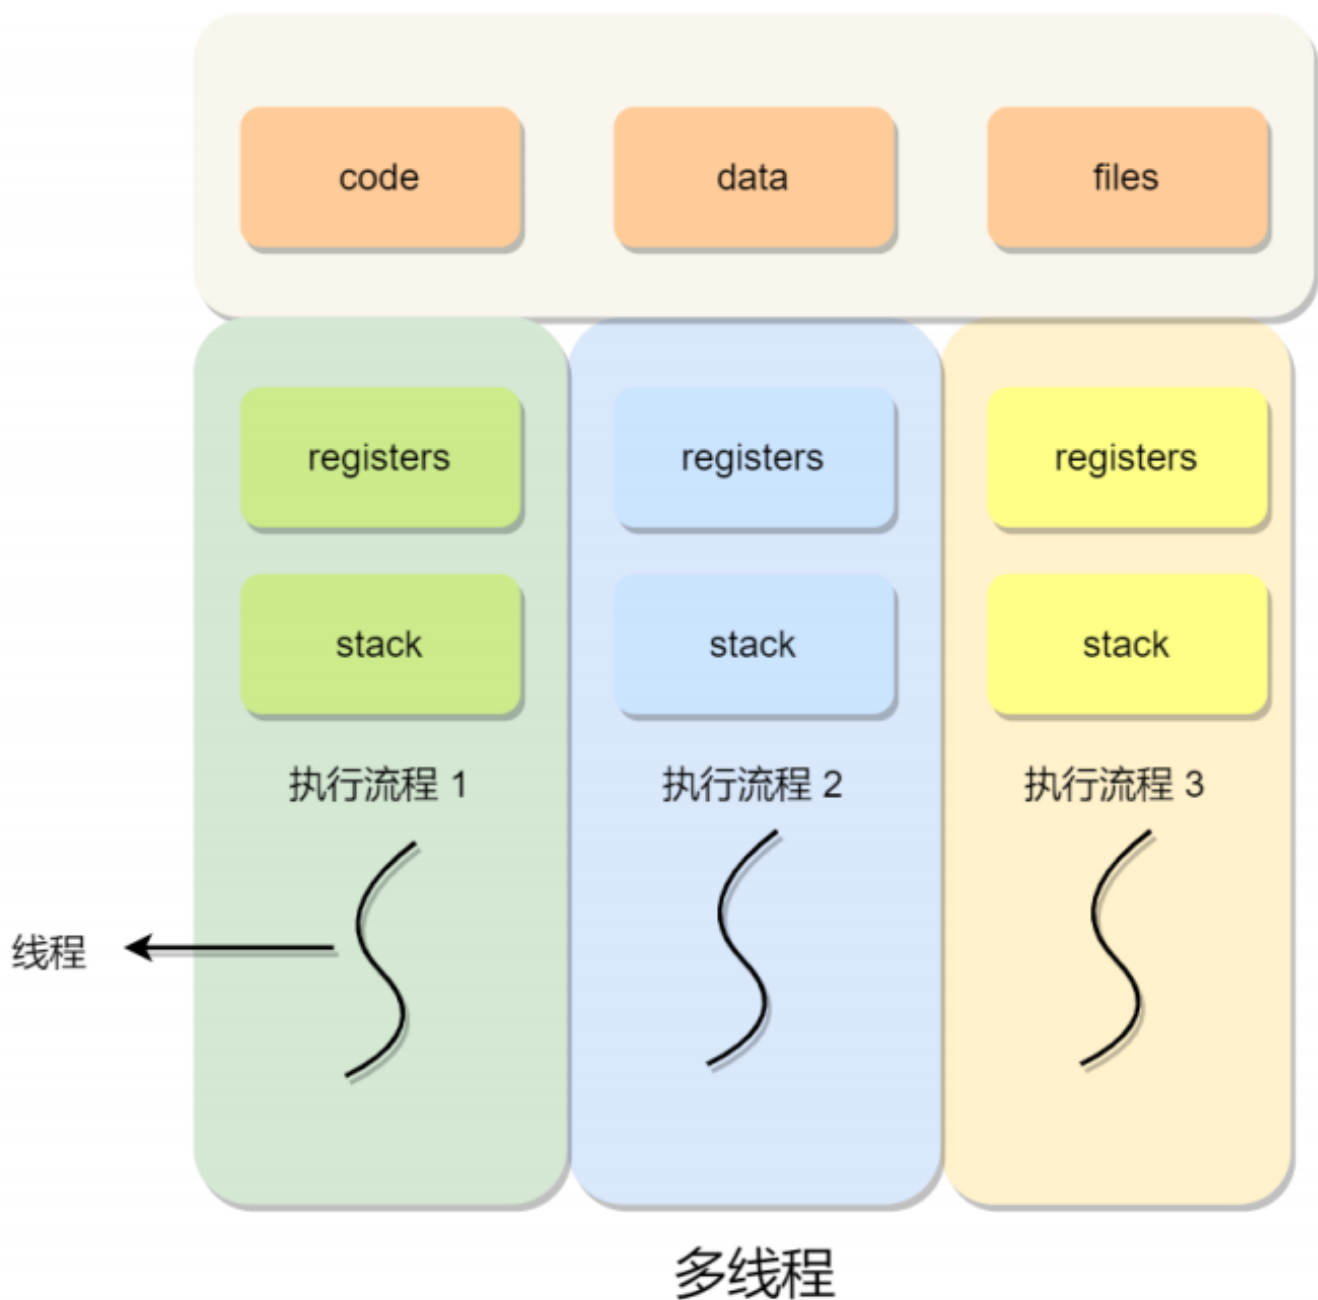 code data files
registers registers registers
stack stack stack
执行流程 1 执行流程 2 执行流程 3
线程
多线程